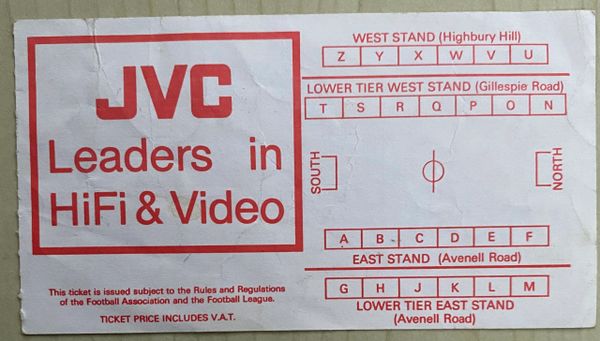 JVC
Leaders in
HiFi & Video
This ticket is issued subject to the Rules and Regulations
of the Football Association and the Football League.
TICKET PRICE INCLUDES V.A.T.
WEST STAND (Highbury Hill)
Z Y X W V U
LOWER TIER WEST STAND (Gillespie Road)
T S R Q P O N
SOUTH
NORTH
A B C D E F
EAST STAND (Avenell Road)
G H J K L M
LOWER TIER EAST STAND
(Avenell Road)